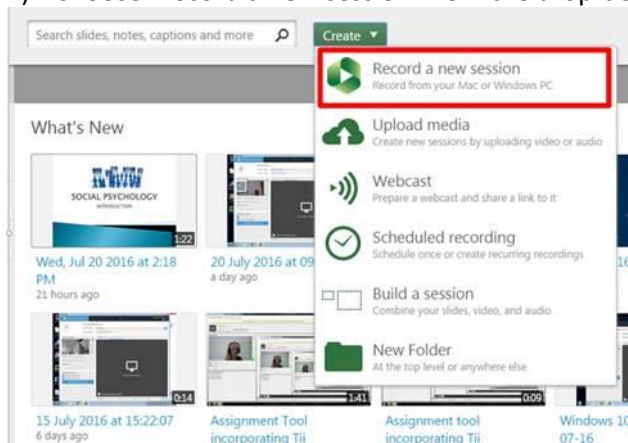 Search slides, notes, captions and more
Create
Record a new session
Record from your Mac or Windows PC
Upload media
Create new sessions by uploading video or audio
Webcast
Prepare a webcast and share a link to it
Scheduled recording
Schedule once or create recurring recordings
Build a session
Combine your slides, video, and audio
New Folder
At the top level or anywhere else
What's New
SOCIAL PSYCHOLOGY
INTRODUCTION
1:22
Wed, Jul 20 2016 at 2:18
PM
21 hours ago
20 July 2016 at 09
a day ago
16
0:14
15 July 2016 at 15:22:07
6 days ago
1:41
Assignment Tool
incorporating Tii
0:09
Assignment tool
incorporating Tii
Windows 10
07-16